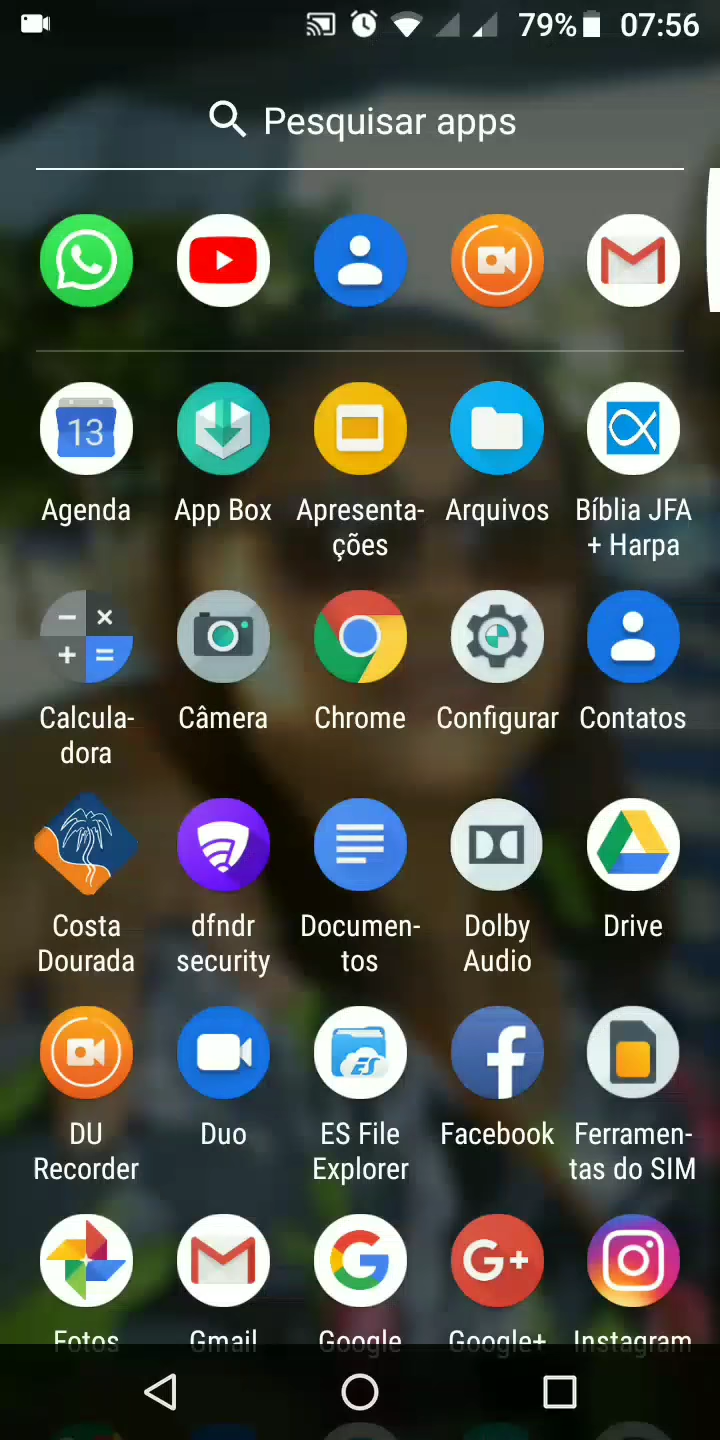 79% 07:56
Pesquisar apps
13
Agenda App Box Apresenta- Arquivos Bíblia JFA
ções + Harpa
Calcula- Câmera Chrome Configurar Contatos
dora
Costa dfndr Documen- Dolby Drive
Dourada security tos Audio
ES
DU Duo ES File Facebook Ferramen-
Recorder Explorer tas do SIM
G+
Fotos Gmail Google Google+ Instagram